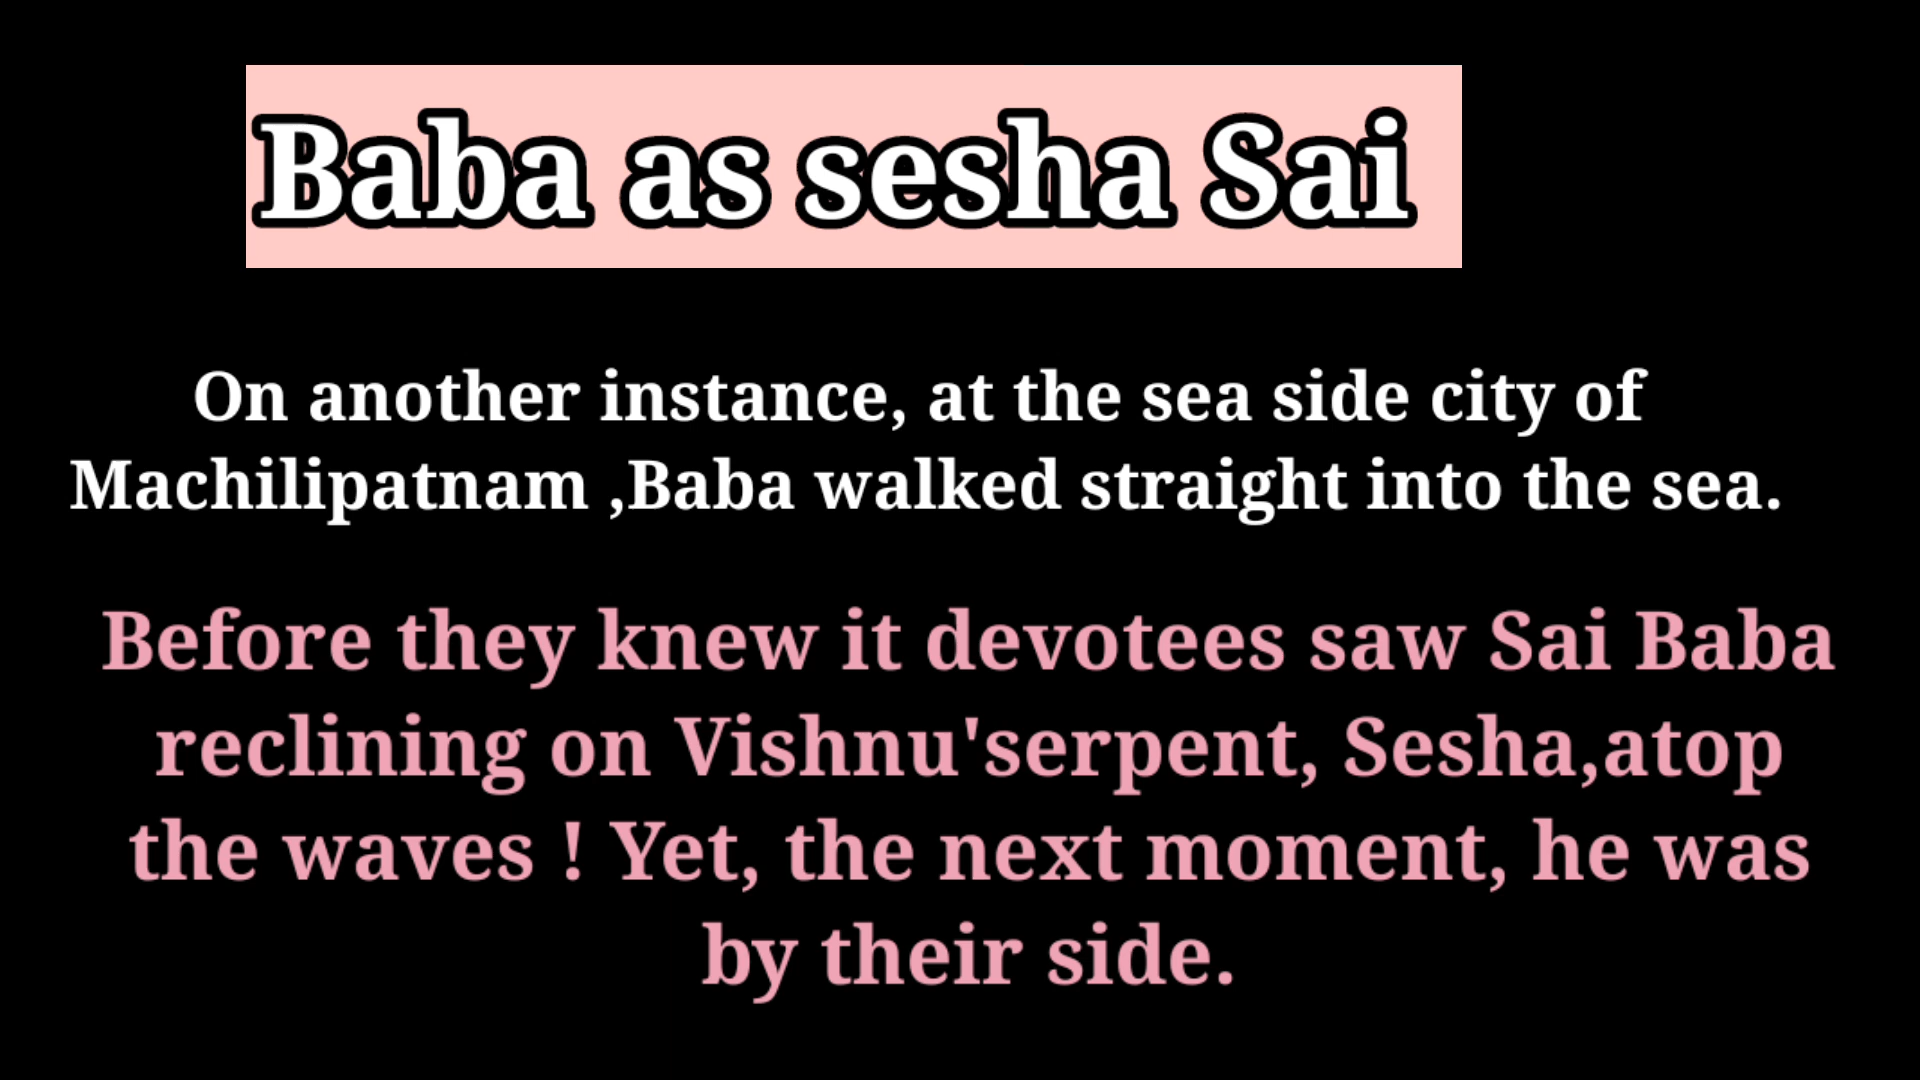 Baba as sesha Sai
On another instance, at the sea side city of
Machilipatnam ,Baba walked straight into the sea.
Before they knew it devotees saw Sai Baba
reclining on Vishnu'serpent, Sesha,atop
the waves ! Yet, the next moment, he was
by their side.